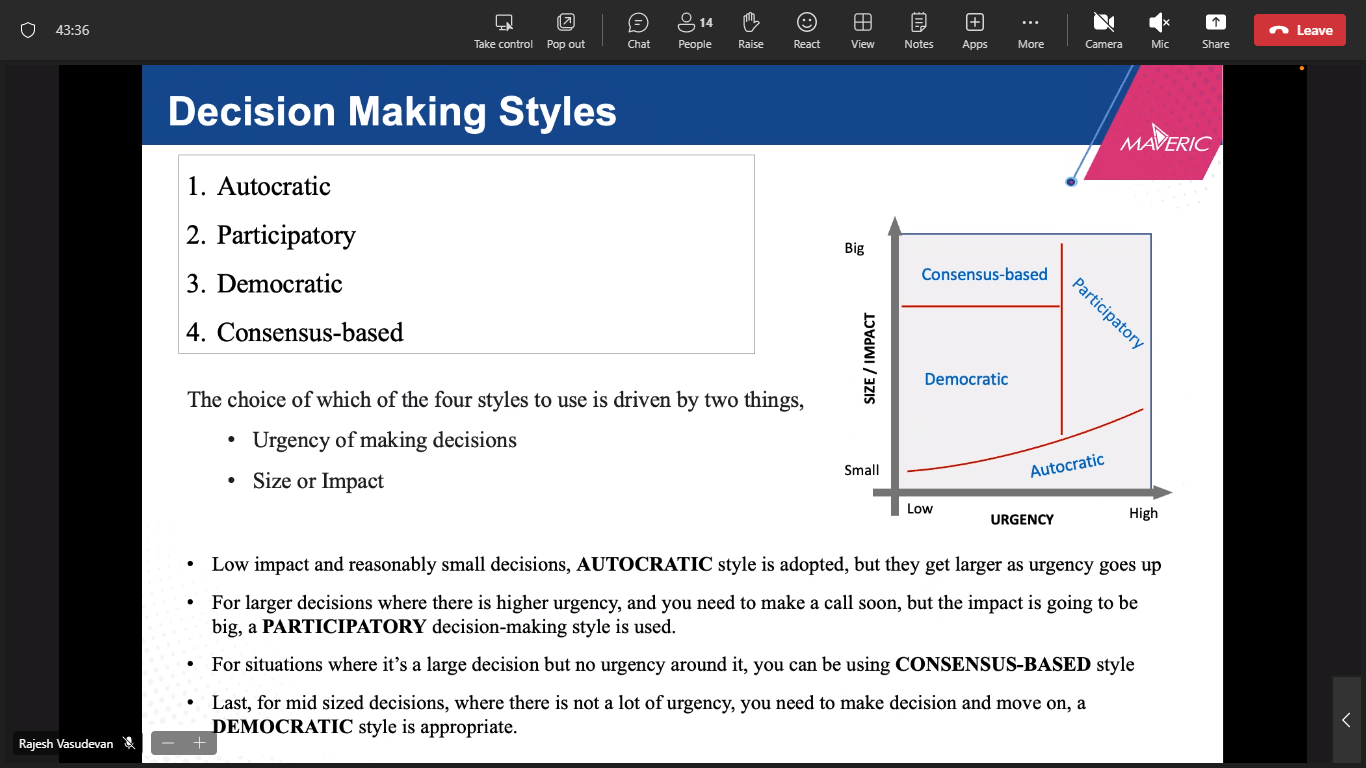 43:36
Take control
Pop out
Chat
14
People
Raise
React
View
Notes
Apps
More
Camera
Mic
Share
Leave
Decision Making Styles
MAVERIC
1. Autocratic
2. Participatory
3. Democratic
4. Consensus-based
The choice of which of the four styles to use is driven by two things,
• Urgency of making decisions
• Size or Impact
Big
Consensus-based
Participatory
SIZE / IMPACT
Democratic
Small
Autocratic
Low
URGENCY
High
• Low impact and reasonably small decisions, AUTOCRATIC style is adopted, but they get larger as urgency goes up
• For larger decisions where there is higher urgency, and you need to make a call soon, but the impact is going to be
big, a PARTICIPATORY decision-making style is used.
• For situations where it’s a large decision but no urgency around it, you can be using CONSENSUS-BASED style
• Last, for mid sized decisions, where there is not a lot of urgency, you need to make decision and move on, a
DEMOCRATIC style is appropriate.
Rajesh Vasudevan